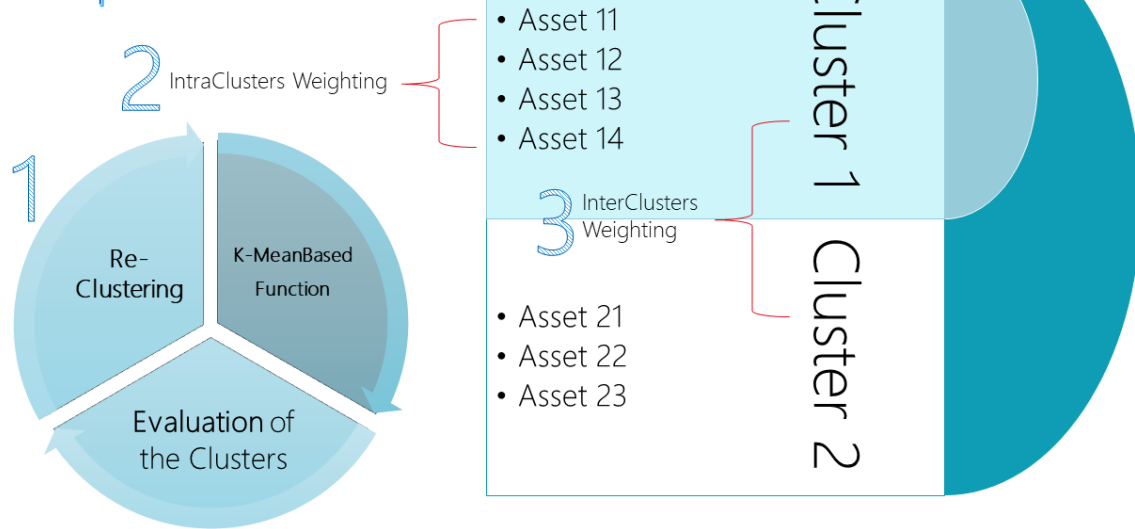 2
IntraClusters Weighting
• Asset 11
• Asset 12
• Asset 13
• Asset 14
Cluster 1
1
Re-
Clustering
K-MeanBased
Function
Evaluation of
the Clusters
3
InterClusters
Weighting
• Asset 21
• Asset 22
• Asset 23
Cluster 2